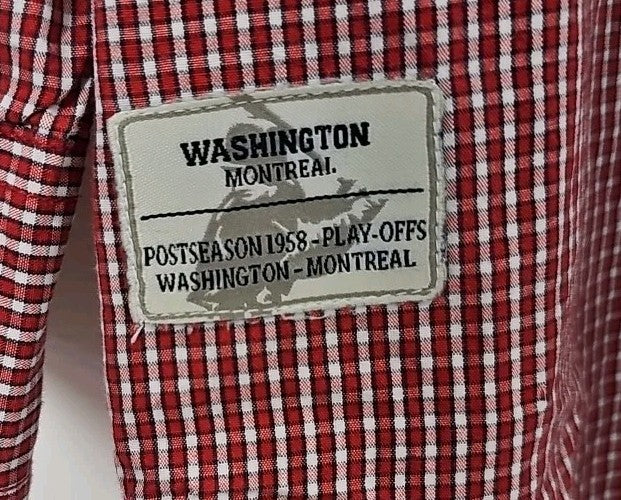 WASHINGTON
MONTREAL
POSTSEASON 1958 - PLAY-OFFS
WASHINGTON - MONTREAL